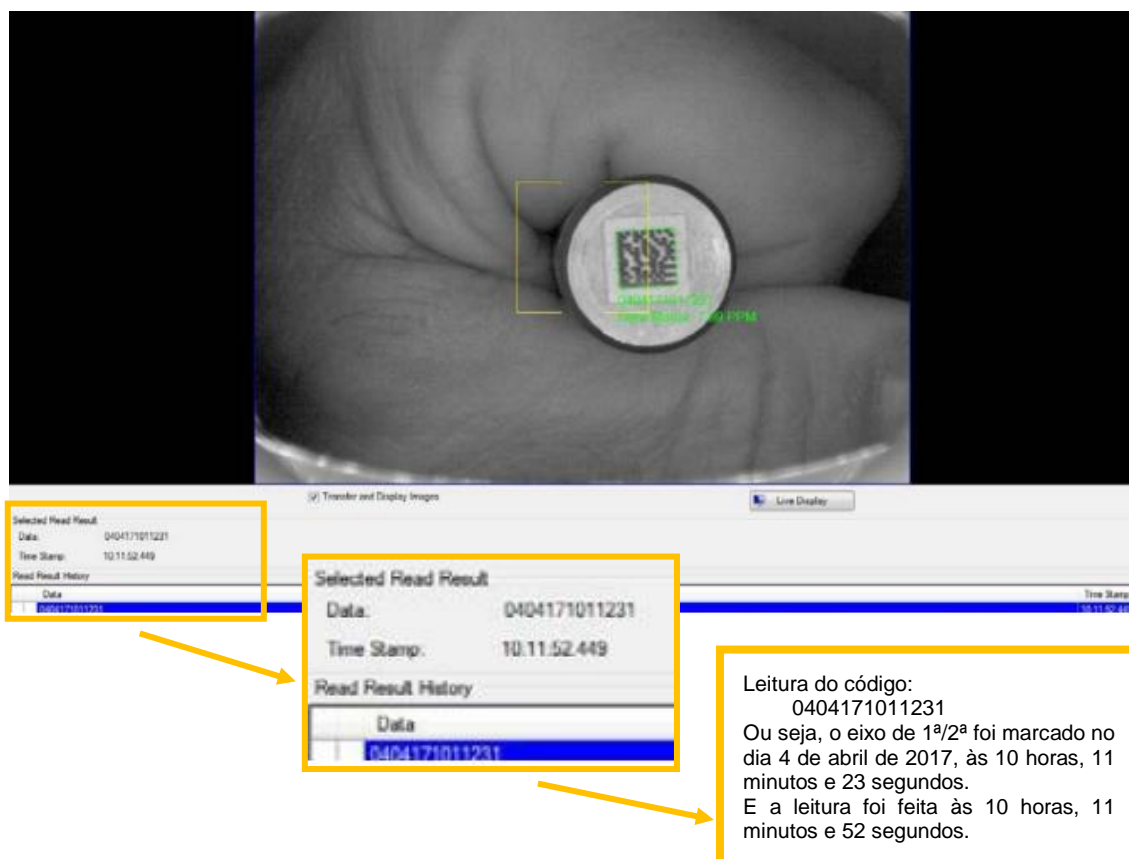 Transfer and Display Images
Live Display
Selected Read Result
Data: 0404171011231
Time Stamp: 10.11.52.449
Read Result History
Data
Time Stamp
0404171011231
10.11.52.449
Selected Read Result
Data: 0404171011231
Time Stamp: 10.11.52.449
Read Result History
Data
0404171011231
Leitura do código:
0404171011231
Ou seja, o eixo de 1ª/2ª foi marcado no
dia 4 de abril de 2017, às 10 horas, 11
minutos e 23 segundos.
E a leitura foi feita às 10 horas, 11
minutos e 52 segundos.